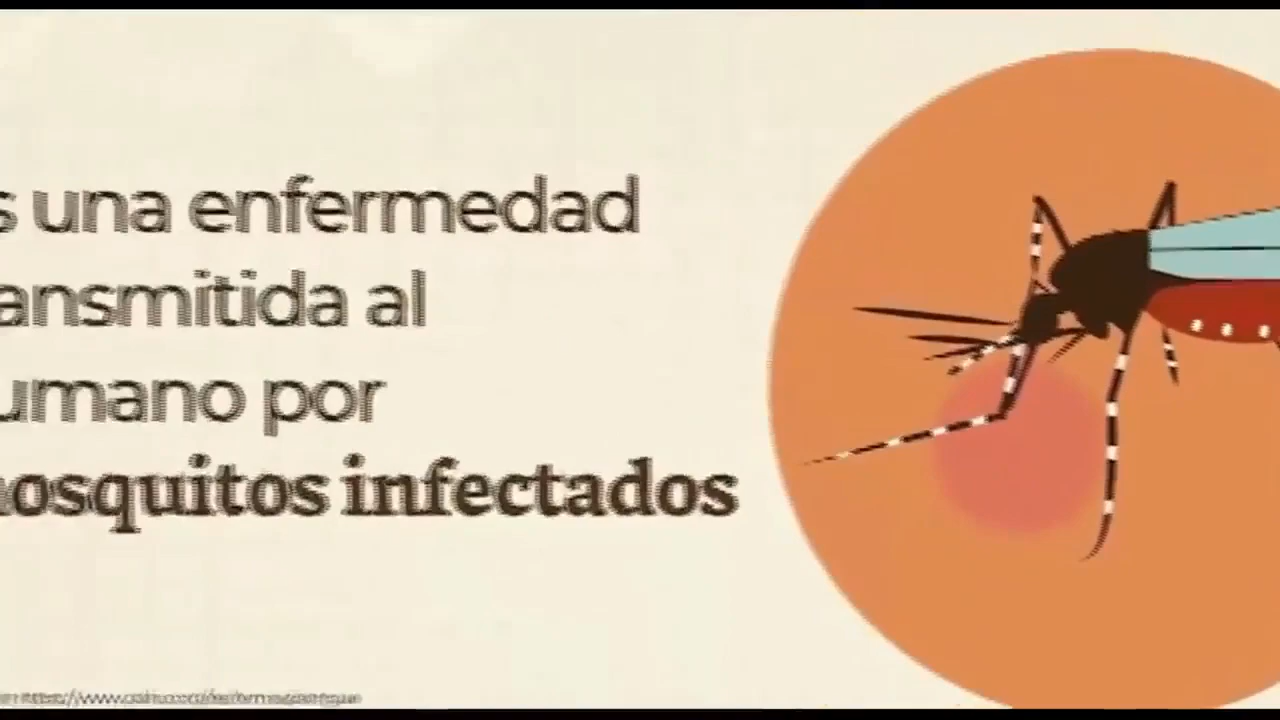 s una enfermedad
ansmitida al
umano por
osquitos infectados